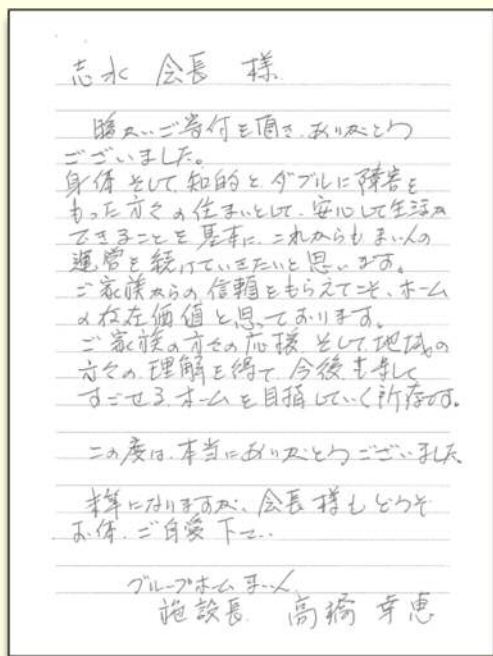 志水 会長 様
暖かいご寄付を頂き、ありがとう
ございました。
身体 そして 知的と ダブルに 障害を
もった方々の住まいとして、安心して生活が
できることを 基本に、これからも まいんの
運営を続けていきたいと思います。
ご家族からの信頼をもらえてこそ、ホーム
の存在価値と思っております。
ご家族の方々の応援 そして 地域の
方々の 理解を得て 今後も楽しく
すごせる ホームを目指していく所存です。
この度は、本当にありがとうございました
末筆になりますが、会長様も どうぞ
お体、ご自愛下さい
グループホーム まいん
施設長 高橋 幸恵